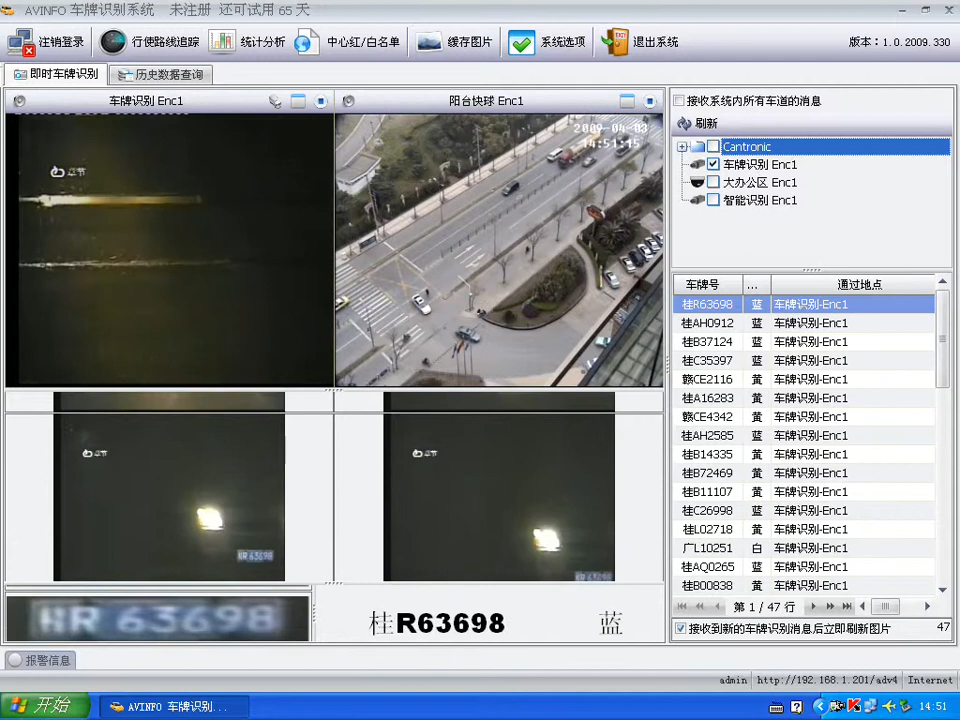 AVINFO 车牌识别系统 未注册 还可试用 65 天
注销登录 行使路线追踪 统计分析 中心红/白名单 缓存图片 系统选项 退出系统 版本：1.0.2009.330
即时车牌识别 历史数据查询
车牌识别 Enc1
阳台快球 Enc1
2009-04-03
14:51:15
章节
章节
章节
HR 63698
R 63698
桂R63698 蓝
接收系统内所有车道的消息
刷新
Cantronic
车牌识别 Enc1
大办公区 Enc1
智能识别 Enc1
车牌号 ... 通过地点
桂R63698 蓝 车牌识别-Enc1
桂AH0912 蓝 车牌识别-Enc1
桂B37124 蓝 车牌识别-Enc1
桂C35397 蓝 车牌识别-Enc1
赣CE2116 黄 车牌识别-Enc1
桂A16283 黄 车牌识别-Enc1
赣CE4342 黄 车牌识别-Enc1
桂AH2585 蓝 车牌识别-Enc1
桂B14335 黄 车牌识别-Enc1
桂B72469 黄 车牌识别-Enc1
桂B11107 黄 车牌识别-Enc1
桂C26998 蓝 车牌识别-Enc1
桂L02718 黄 车牌识别-Enc1
广L10251 白 车牌识别-Enc1
桂AQ0265 蓝 车牌识别-Enc1
桂B00838 黄 车牌识别-Enc1
第 1 / 47 行
接收到新的车牌识别消息后立即刷新图片 47
报警信息
admin http://192.168.1.201/adv4 Internet
开始 AVINFO 车牌识别... 14:51